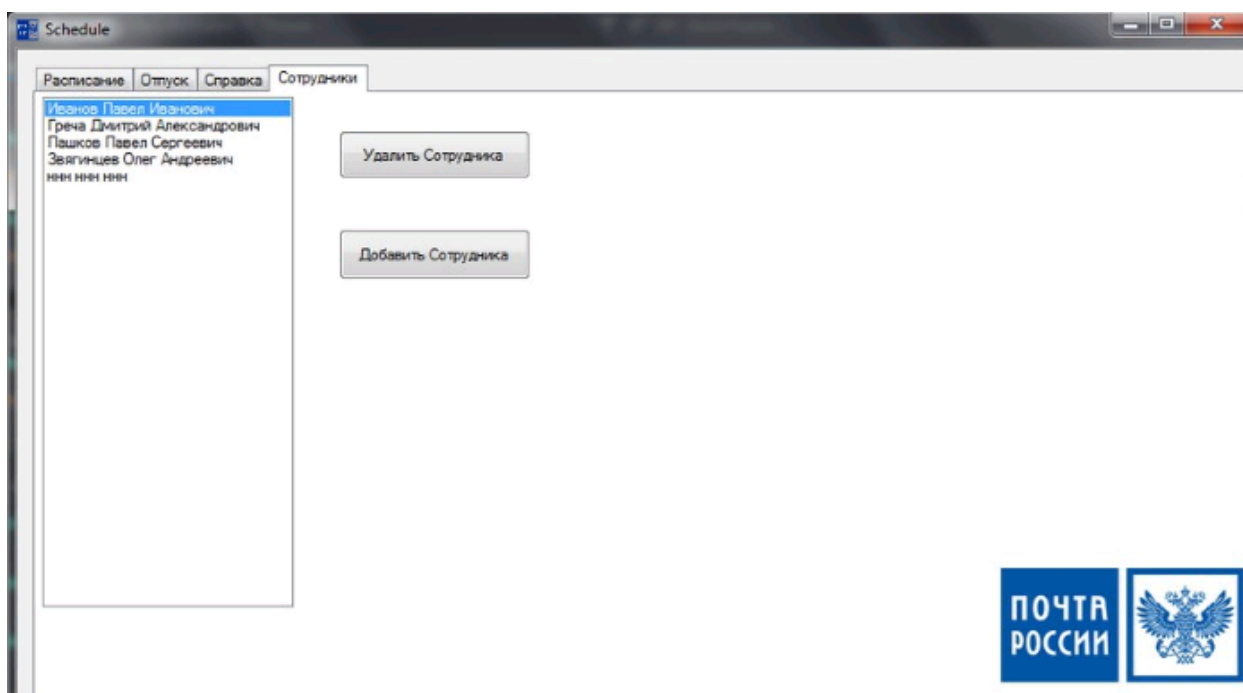 Schedule
Расписание Отпуск Справка Сотрудники
Иванов Павел Иванович
Греча Дмитрий Александрович
Пашков Павел Сергеевич
Звягинцев Олег Андреевич
ннн ннн ннн
Удалить Сотрудника
Добавить Сотрудника
ПОЧТА
РОССИИ